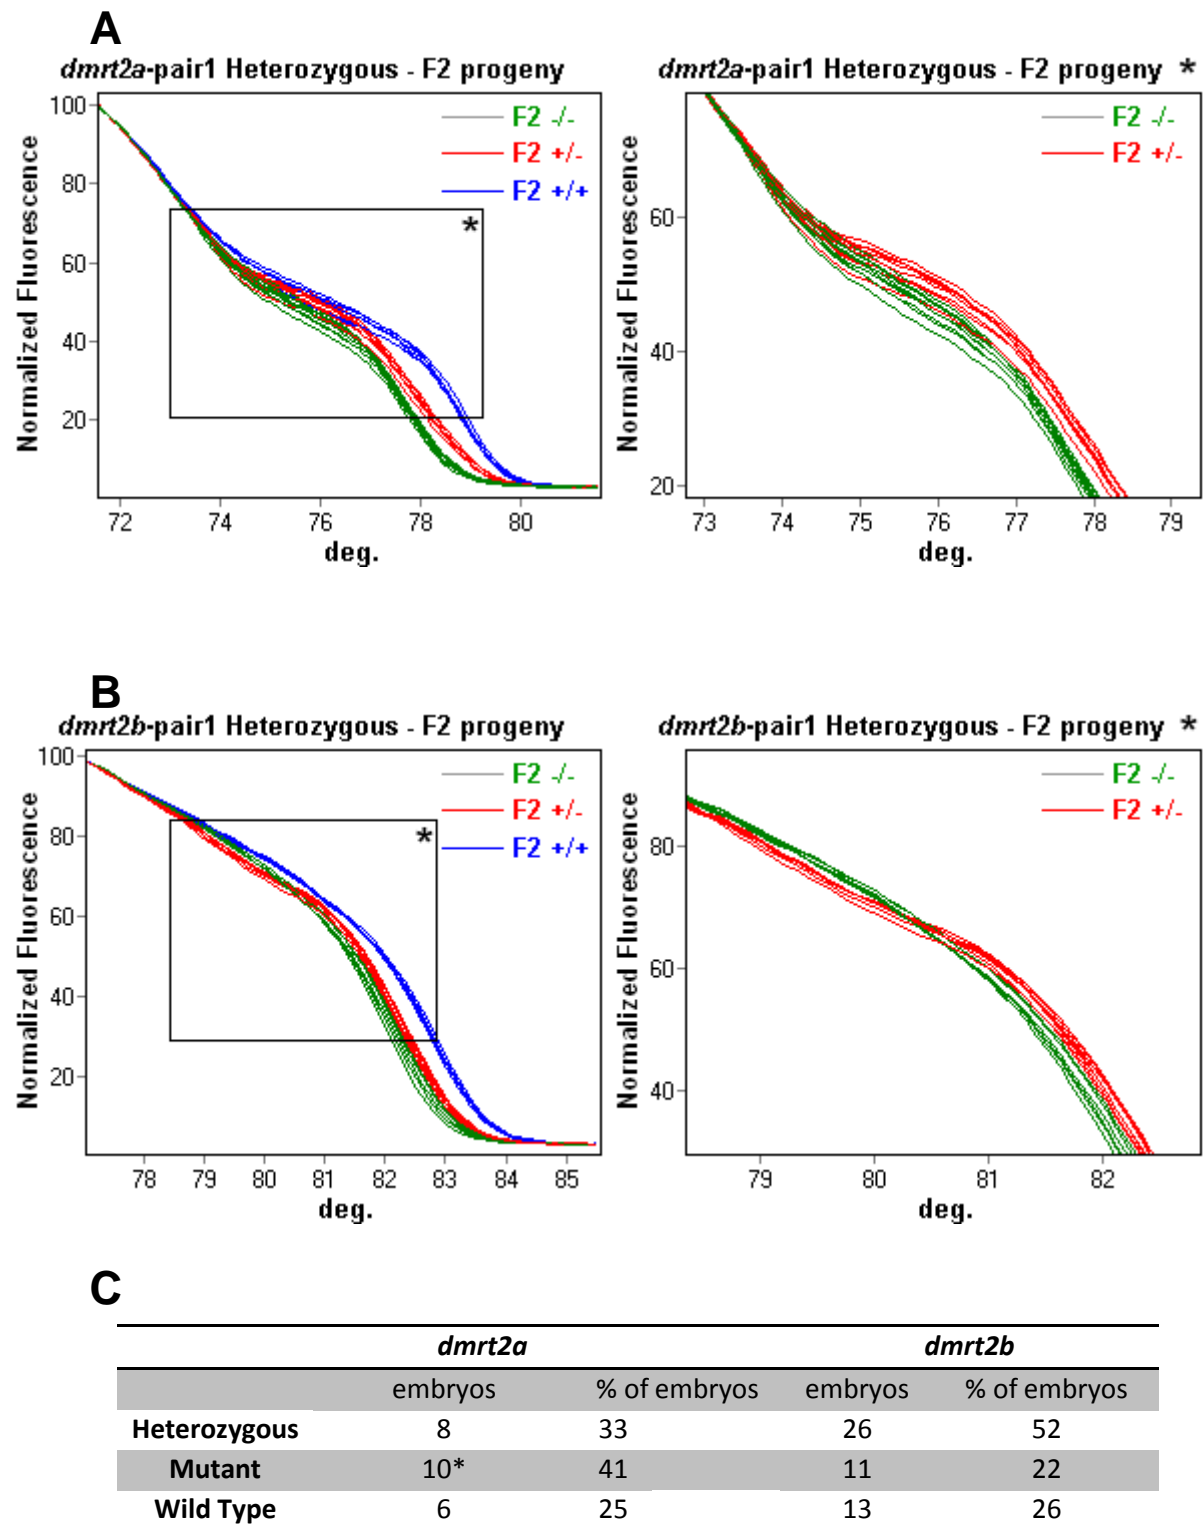 A
dmrt2a-pair1 Heterozygous - F2 progeny
dmrt2a-pair1 Heterozygous - F2 progeny *
Normalized Fluorescence
100
80
60
40
20
F2 -/-
F2 +/-
F2 +/+
*
72 74 76 78 80
deg.
Normalized Fluorescence
60
40
20
F2 -/-
F2 +/-
73 74 75 76 77 78 79
deg.
B
dmrt2b-pair1 Heterozygous - F2 progeny
dmrt2b-pair1 Heterozygous - F2 progeny *
Normalized Fluorescence
100
80
60
40
20
F2 -/-
F2 +/-
F2 +/+
*
78 79 80 81 82 83 84 85
deg.
Normalized Fluorescence
80
60
40
F2 -/-
F2 +/-
79 80 81 82
deg.
C
dmrt2a dmrt2b
embryos % of embryos embryos % of embryos
Heterozygous 8 33 26 52
Mutant 10* 41 11 22
Wild Type 6 25 13 26